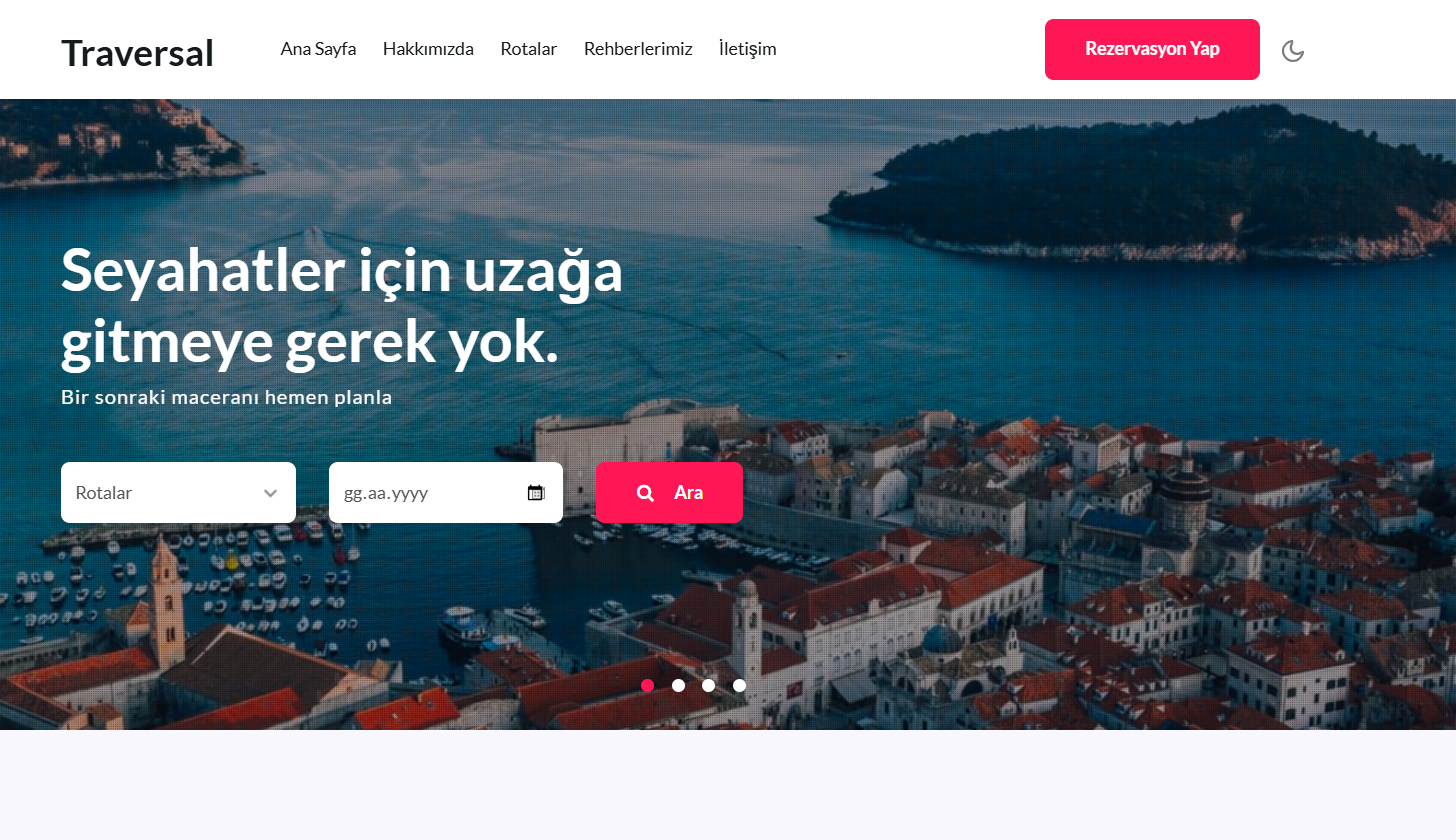 Traversal
Ana Sayfa
Hakkımızda
Rotalar
Rehberlerimiz
İletişim
Rezervasyon Yap
Seyahatler için uzağa
gitmeye gerek yok.
Bir sonraki maceranı hemen planla
Rotalar
gg.aa.yyyy
Ara